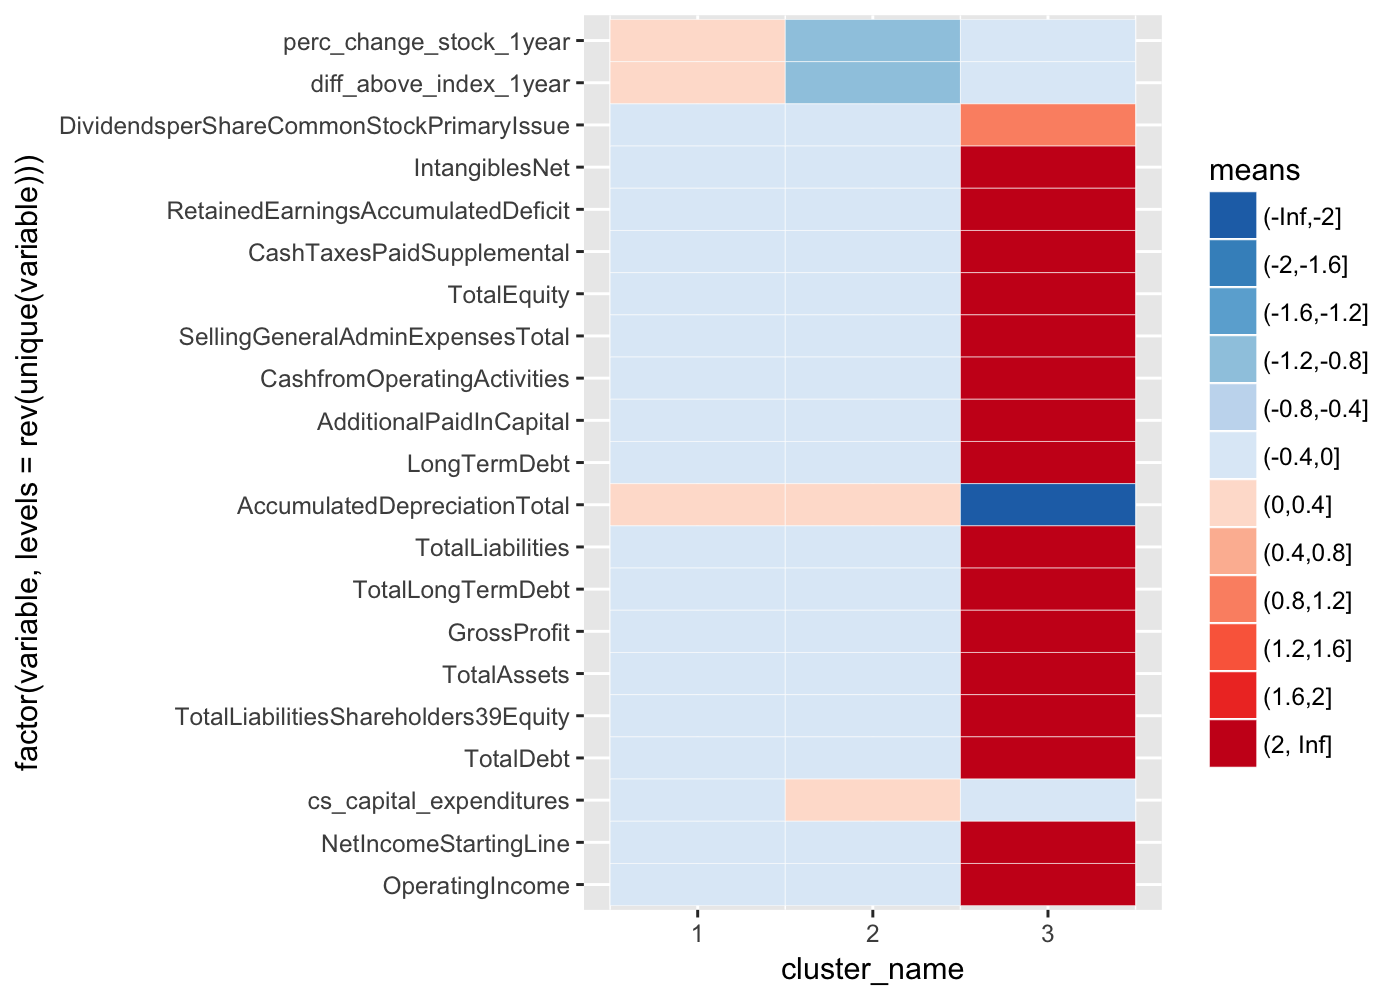 factor(variable, levels = rev(unique(variable)))
perc_change_stock_1year
diff_above_index_1year
DividendsperShareCommonStockPrimaryIssue
IntangiblesNet
RetainedEarningsAccumulatedDeficit
CashTaxesPaidSupplemental
TotalEquity
SellingGeneralAdminExpensesTotal
CashfromOperatingActivities
AdditionalPaidInCapital
LongTermDebt
AccumulatedDepreciationTotal
TotalLiabilities
TotalLongTermDebt
GrossProfit
TotalAssets
TotalLiabilitiesShareholders39Equity
TotalDebt
cs_capital_expenditures
NetIncomeStartingLine
OperatingIncome
1 2 3
cluster_name
means
(-Inf,-2]
(-2,-1.6]
(-1.6,-1.2]
(-1.2,-0.8]
(-0.8,-0.4]
(-0.4,0]
(0,0.4]
(0.4,0.8]
(0.8,1.2]
(1.2,1.6]
(1.6,2]
(2, Inf]